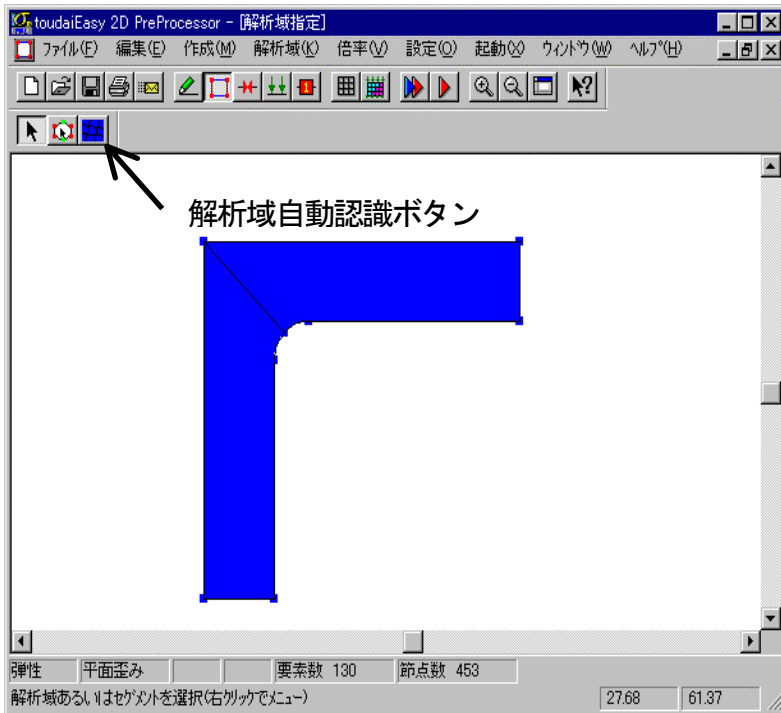 toudaiEasy 2D PreProcessor - [解析域指定]
ファイル(F) 編集(E) 作成(M) 解析域(K) 倍率(V) 設定(O) 起動(X) ウィンドウ(W) ヘルプ(H)
解析域自動認識ボタン
弾性 平面歪み 要素数 130 節点数 453
解析域あるいはセグメントを選択(右クリックでメニュー) 27.68 61.37